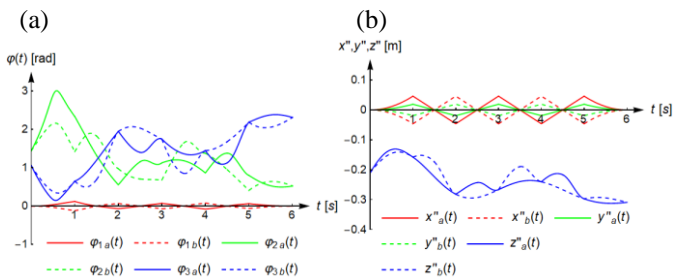 (a)
φ(t) [rad]
3
2
1
0
−1
1 2 3 4 5 6
t [s]
φ1a(t) φ1b(t) φ2a(t)
φ2b(t) φ3a(t) φ3b(t)
(b)
x'',y'',z'' [m]
0.1
0
−0.1
−0.2
−0.3
−0.4
1 2 3 4 5 6
t [s]
x''a(t) x''b(t) y''a(t)
y''b(t) z''a(t)
z''b(t)